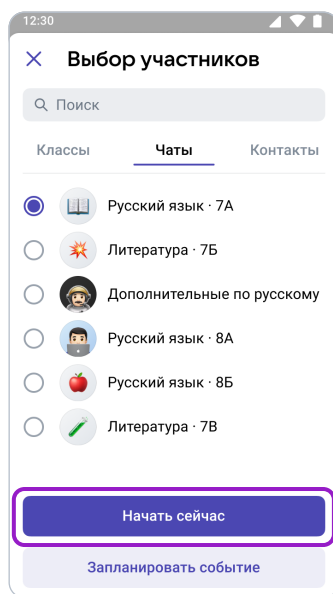 12:30
Выбор участников
Поиск
Классы Чаты Контакты
Русский язык · 7А
Литература · 7Б
Дополнительные по русскому
Русский язык · 8А
Русский язык · 8Б
Литература · 7В
Начать сейчас
Запланировать событие